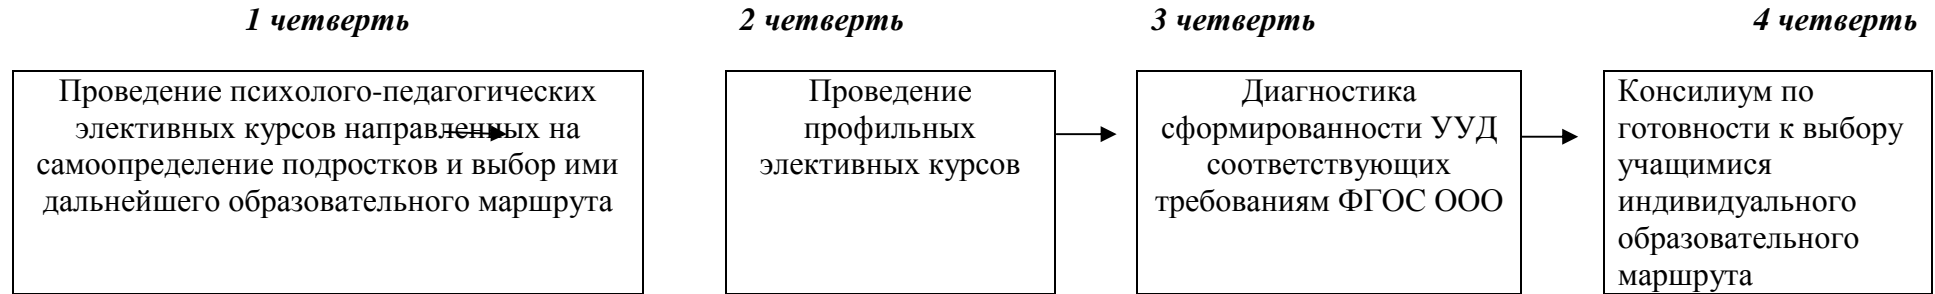 1 четверть
2 четверть
3 четверть
4 четверть
Проведение психолого-педагогических
элективных курсов направленных на
самоопределение подростков и выбор ими
дальнейшего образовательного маршрута
Проведение
профильных
элективных курсов
Диагностика
сформированности УУД
соответствующих
требованиям ФГОС ООО
Консилиум по
готовности к выбору
учащимися
индивидуального
образовательного
маршрута